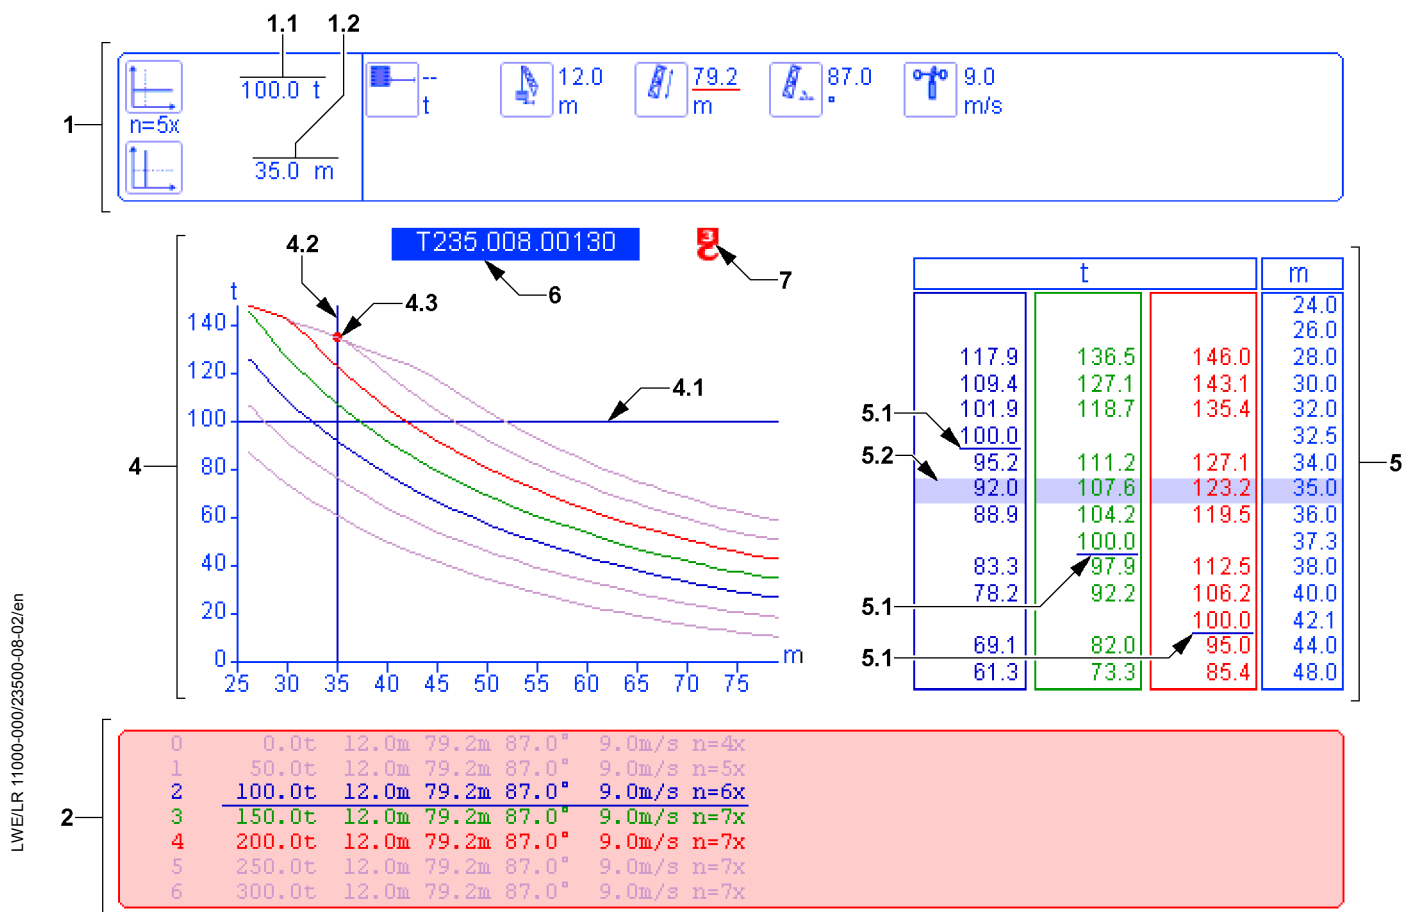 1.1 1.2
1
100.0 t
n=5x
35.0 m
-- t
12.0 m
79.2 m
87.0 °
9.0 m/s
4.2
T235.008.00130
6
7
4.3
4.1
4
t
140
120
100
80
60
40
20
0
25 30 35 40 45 50 55 60 65 70 75
m
t m
24.0
26.0
117.9 136.5 146.0 28.0
109.4 127.1 143.1 30.0
101.9 118.7 135.4 32.0
100.0 32.5
95.2 111.2 127.1 34.0
92.0 107.6 123.2 35.0
88.9 104.2 119.5 36.0
100.0 37.3
83.3 97.9 112.5 38.0
78.2 92.2 106.2 40.0
100.0 42.1
69.1 82.0 95.0 44.0
61.3 73.3 85.4 48.0
5.1
5.2
5.1
5.1
5
2
0 0.0t 12.0m 79.2m 87.0° 9.0m/s n=4x
1 50.0t 12.0m 79.2m 87.0° 9.0m/s n=5x
2 100.0t 12.0m 79.2m 87.0° 9.0m/s n=6x
3 150.0t 12.0m 79.2m 87.0° 9.0m/s n=7x
4 200.0t 12.0m 79.2m 87.0° 9.0m/s n=7x
5 250.0t 12.0m 79.2m 87.0° 9.0m/s n=7x
6 300.0t 12.0m 79.2m 87.0° 9.0m/s n=7x
LWE/LR 11000-000/23500-08-02/en